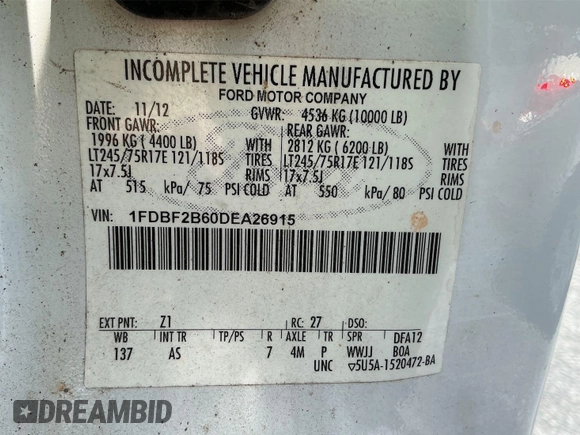 INCOMPLETE VEHICLE MANUFACTURED BY
FORD MOTOR COMPANY
DATE: 11/12 GVWR: 4536 KG (10000 LB)
FRONT GAWR: REAR GAWR:
1996 KG (4400 LB) WITH 2812 KG (6200 LB) WITH
LT245/75R17E 121/118S TIRES LT245/75R17E 121/118S TIRES
17x7.5J RIMS 17x7.5J RIMS
AT 515 kPa/ 75 PSI COLD AT 550 kPa/ 80 PSI COLD
VIN: 1FDBF2B60DEA26915
EXT PNT: Z1 RC: 27 DSO:
WB INT TR TP/PS R AXLE TR SPR DFA12
137 AS 7 4M P WWJJ BOA
UNC ▽5U5A-1520472-BA
DREAMBID